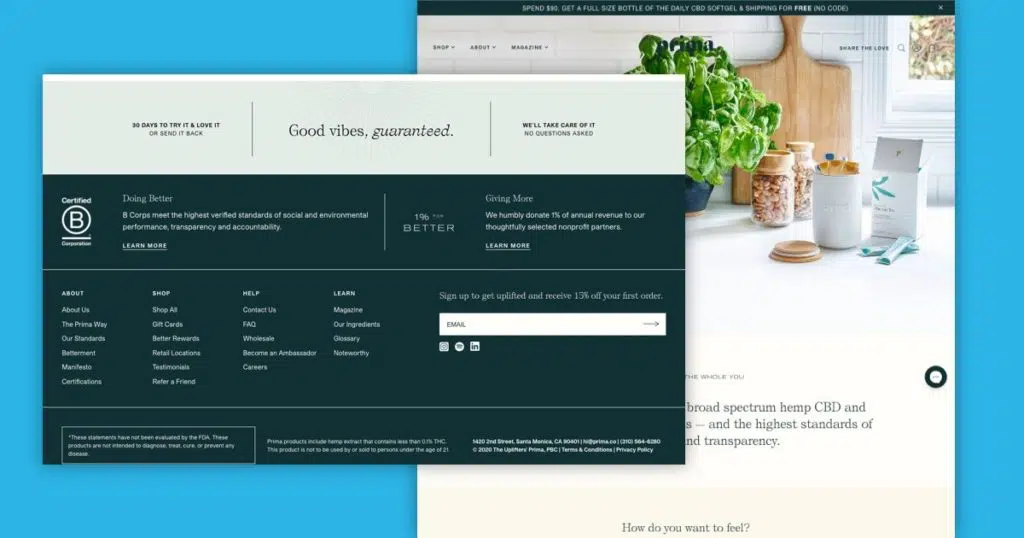 SPEND $90, GET A FULL SIZE BOTTLE OF THE DAILY CBD SOFTGEL & SHIPPING FOR FREE (NO CODE)
SHOP ABOUT MAGAZINE prima. SHARE THE LOVE
30 DAYS TO TRY IT & LOVE IT
OR SEND IT BACK
Good vibes, guaranteed.
WE'LL TAKE CARE OF IT
NO QUESTIONS ASKED
Certified
B
Corporation
Doing Better
B Corps meet the highest verified standards of social and environmental
performance, transparency and accountability.
LEARN MORE
1% FOR
BETTER
Giving More
We humbly donate 1% of annual revenue to our
thoughtfully selected nonprofit partners.
LEARN MORE
ABOUT
About Us
The Prima Way
Our Standards
Betterment
Manifesto
Certifications
SHOP
Shop All
Gift Cards
Better Rewards
Retail Locations
Testimonials
Refer a Friend
HELP
Contact Us
FAQ
Wholesale
Become an Ambassador
Careers
LEARN
Magazine
Our Ingredients
Glossary
Noteworthy
Sign up to get uplifted and receive 15% off your first order.
EMAIL
*These statements have not been evaluated by the FDA. These
products are not intended to diagnose, treat, cure, or prevent any
disease.
Prima products include hemp extract that contains less than 0.1% THC.
This product is not to be used by or sold to persons under the age of 21
1420 2nd Street, Santa Monica, CA 90401 | hi@prima.co | (310) 564-6280
© 2020 The Uplifters' Prima, PBC | Terms & Conditions | Privacy Policy
THE WHOLE YOU
broad spectrum hemp CBD and
s – and the highest standards of
nd transparency.
How do you want to feel?